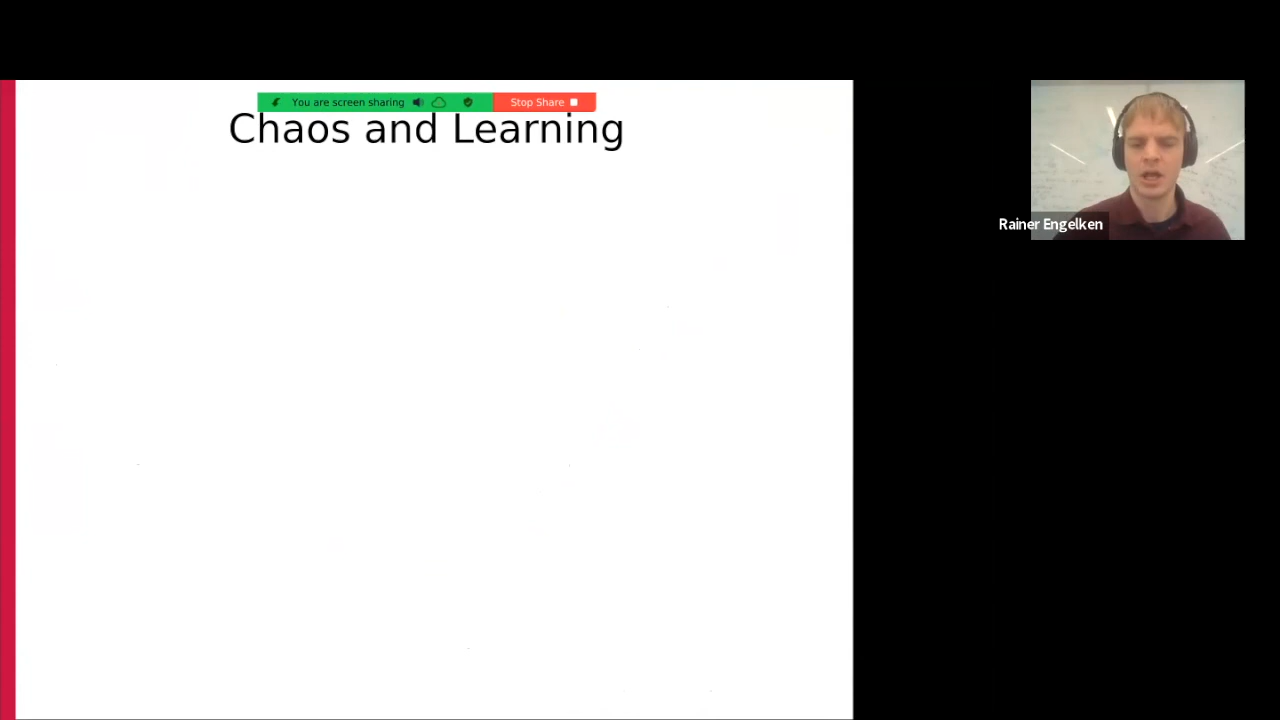 You are screen sharing
Stop Share
Chaos and Learning
Rainer Engelken